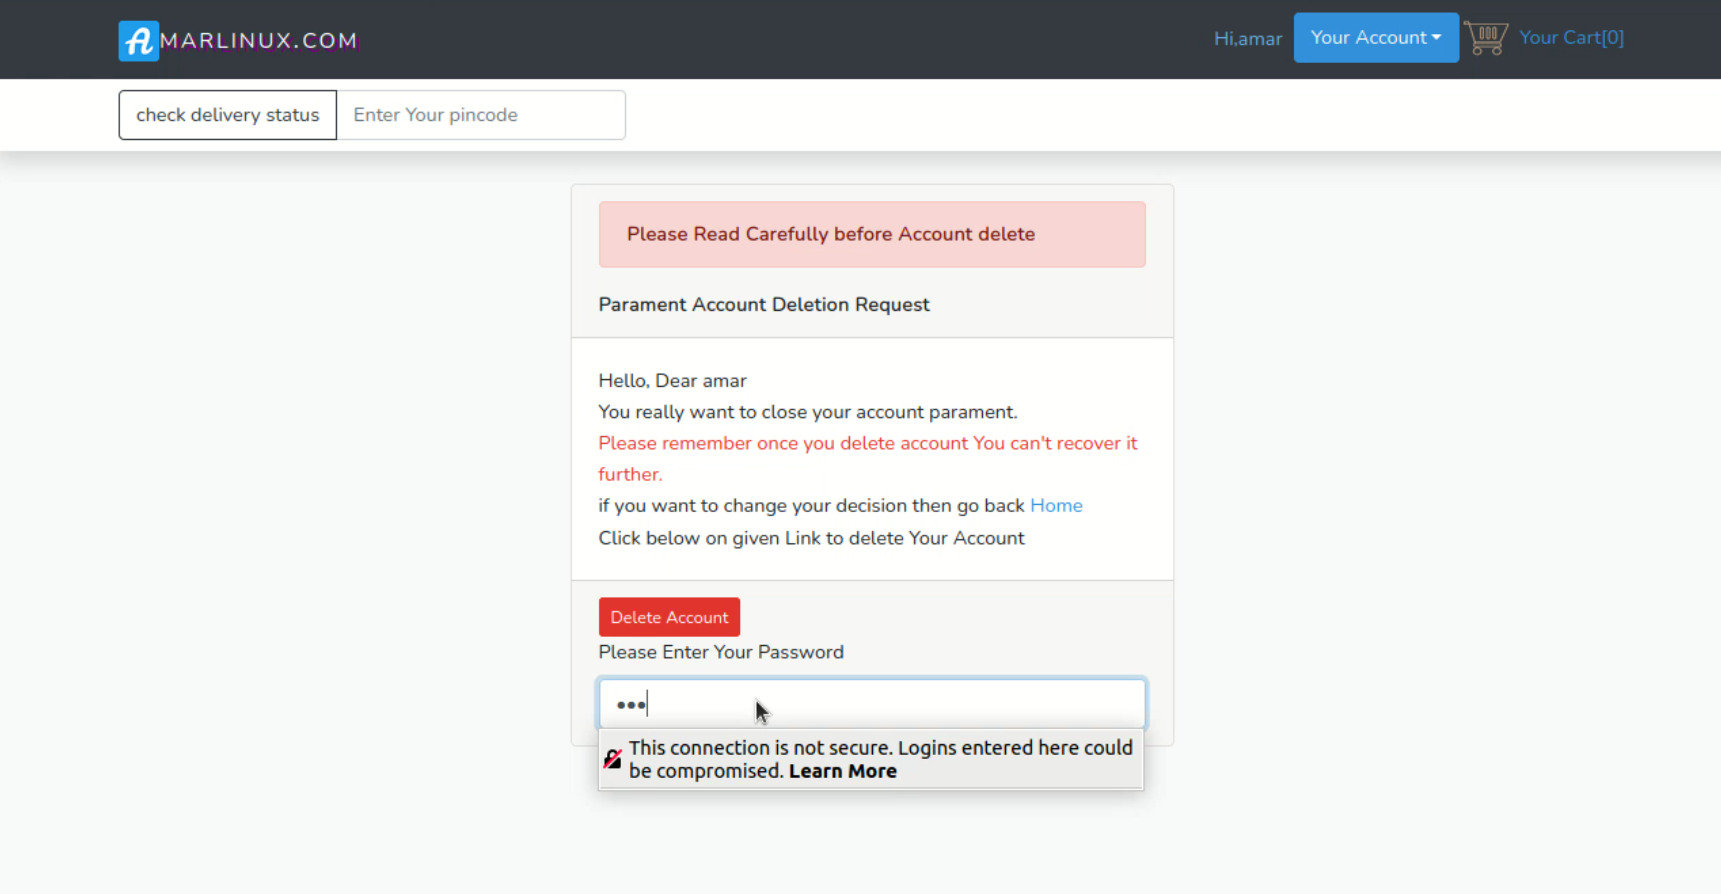 AMARLINUX.COM
Hi,amar
Your Account
Your Cart[0]
check delivery status
Enter Your pincode
Please Read Carefully before Account delete
Parament Account Deletion Request
Hello, Dear amar
You really want to close your account parament.
Please remember once you delete account You can't recover it
further.
if you want to change your decision then go back Home
Click below on given Link to delete Your Account
Delete Account
Please Enter Your Password
This connection is not secure. Logins entered here could
be compromised. Learn More